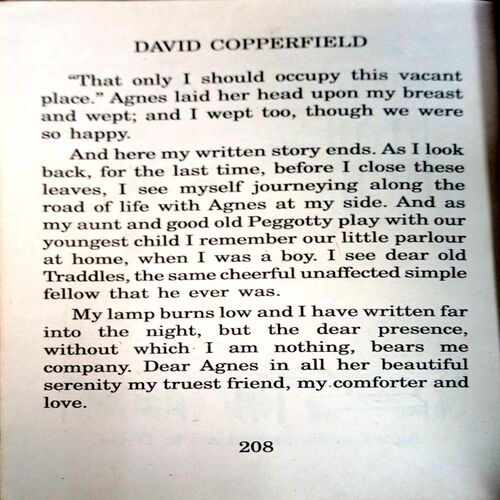 DAVID COPPERFIELD
"That only I should occupy this vacant
place." Agnes laid her head upon my breast
and wept; and I wept too, though we were
so happy.
And here my written story ends. As I look
back, for the last time, before I close these
leaves, I see myself journeying along the
road of life with Agnes at my side. And as
my aunt and good old Peggotty play with our
youngest child I remember our little parlour
at home, when I was a boy. I see dear old
Traddles, the same cheerful unaffected simple
fellow that he ever was.
My lamp burns low and I have written far
into the night, but the dear presence,
without which I am nothing, bears me
company. Dear Agnes in all her beautiful
serenity my truest friend, my comforter and
love.
208